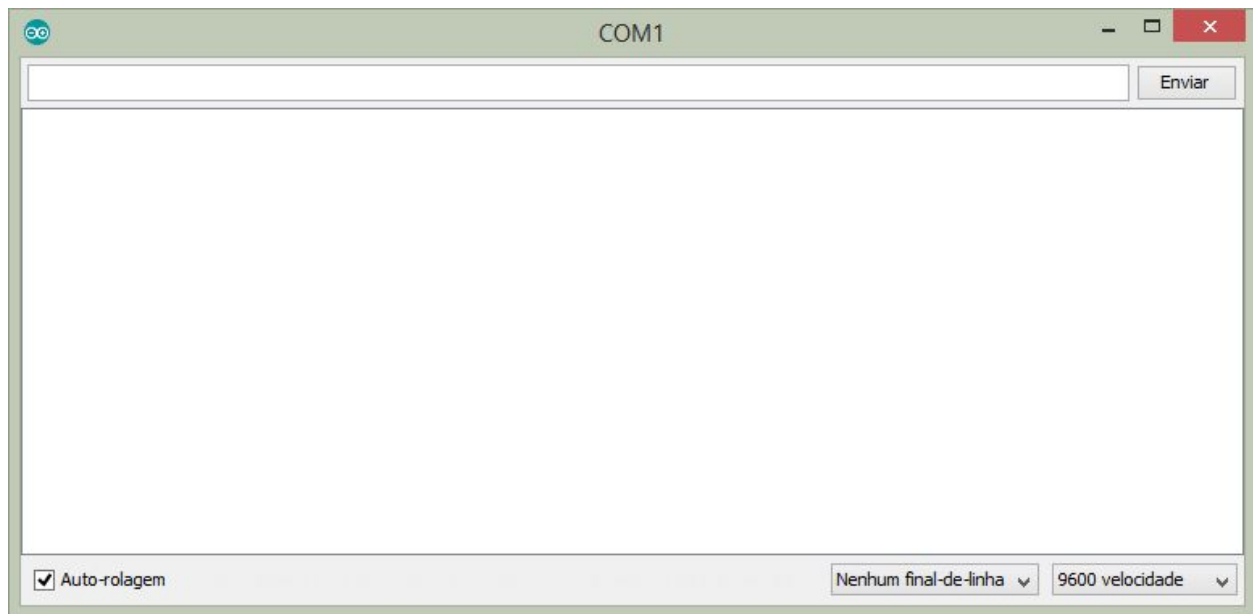 COM1
Enviar
Auto-rolagem
Nenhum final-de-linha
9600 velocidade